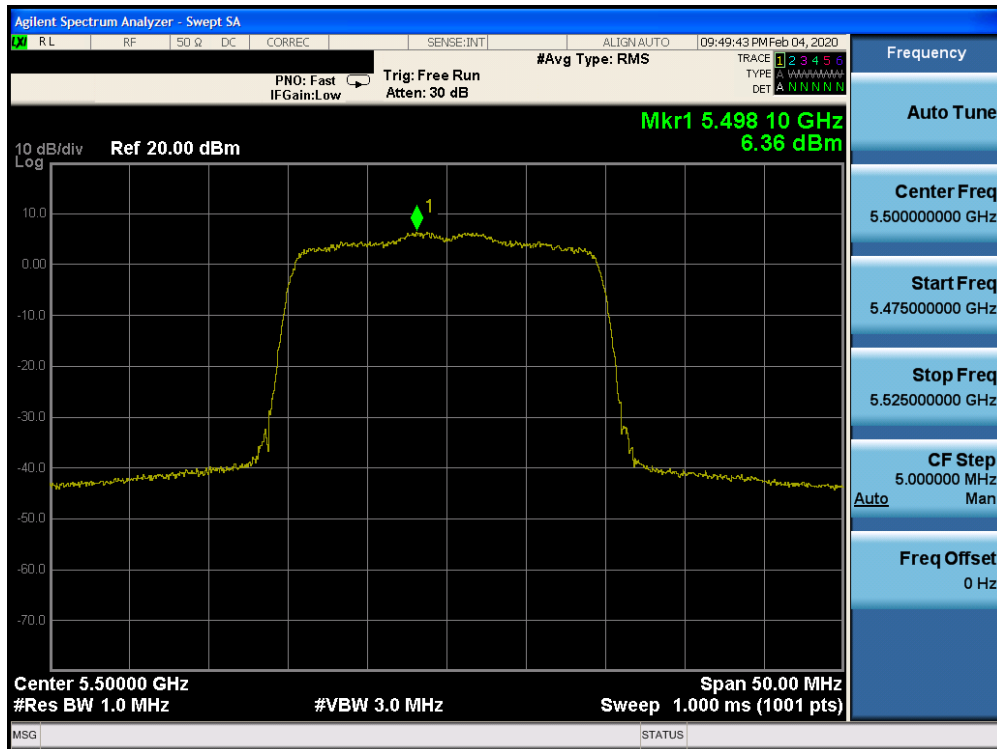 Agilent Spectrum Analyzer - Swept SA
LXI RL RF 50 Ω DC CORREC SENSE:INT ALIGN AUTO 09:49:43 PM Feb 04, 2020
#Avg Type: RMS
TRACE 1 2 3 4 5 6
PNO: Fast Trig: Free Run
TYPE A WWWWW
IFGain:Low Atten: 30 dB
DET A N N N N N
Frequency
Mkr1 5.498 10 GHz
6.36 dBm
10 dB/div Ref 20.00 dBm
Log
1
10.0
0.00
-10.0
-20.0
-30.0
-40.0
-50.0
-60.0
-70.0
Center 5.50000 GHz Span 50.00 MHz
#Res BW 1.0 MHz #VBW 3.0 MHz Sweep 1.000 ms (1001 pts)
MSG STATUS
Auto Tune
Center Freq
5.500000000 GHz
Start Freq
5.475000000 GHz
Stop Freq
5.525000000 GHz
CF Step
5.000000 MHz
Auto Man
Freq Offset
0 Hz